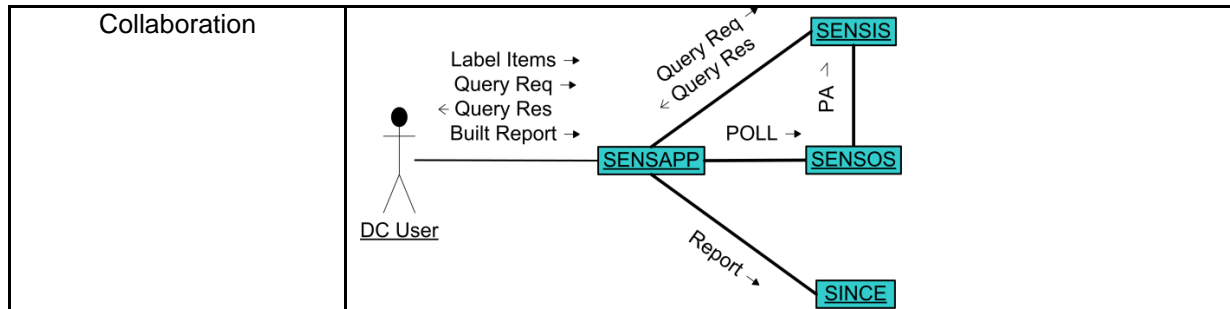 Collaboration
Label Items →
Query Req →
← Query Res
Built Report →
DC User
Query Req →
← Query Res
SENSIS
PA →
POLL →
SENSAPP
SENSOS
Report →
SINCE